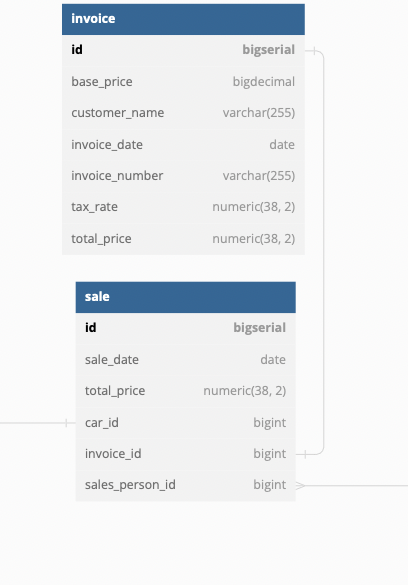 invoice
id bigserial
base_price bigdecimal
customer_name varchar(255)
invoice_date date
invoice_number varchar(255)
tax_rate numeric(38, 2)
total_price numeric(38, 2)
sale
id bigserial
sale_date date
total_price numeric(38, 2)
car_id bigint
invoice_id bigint
sales_person_id bigint